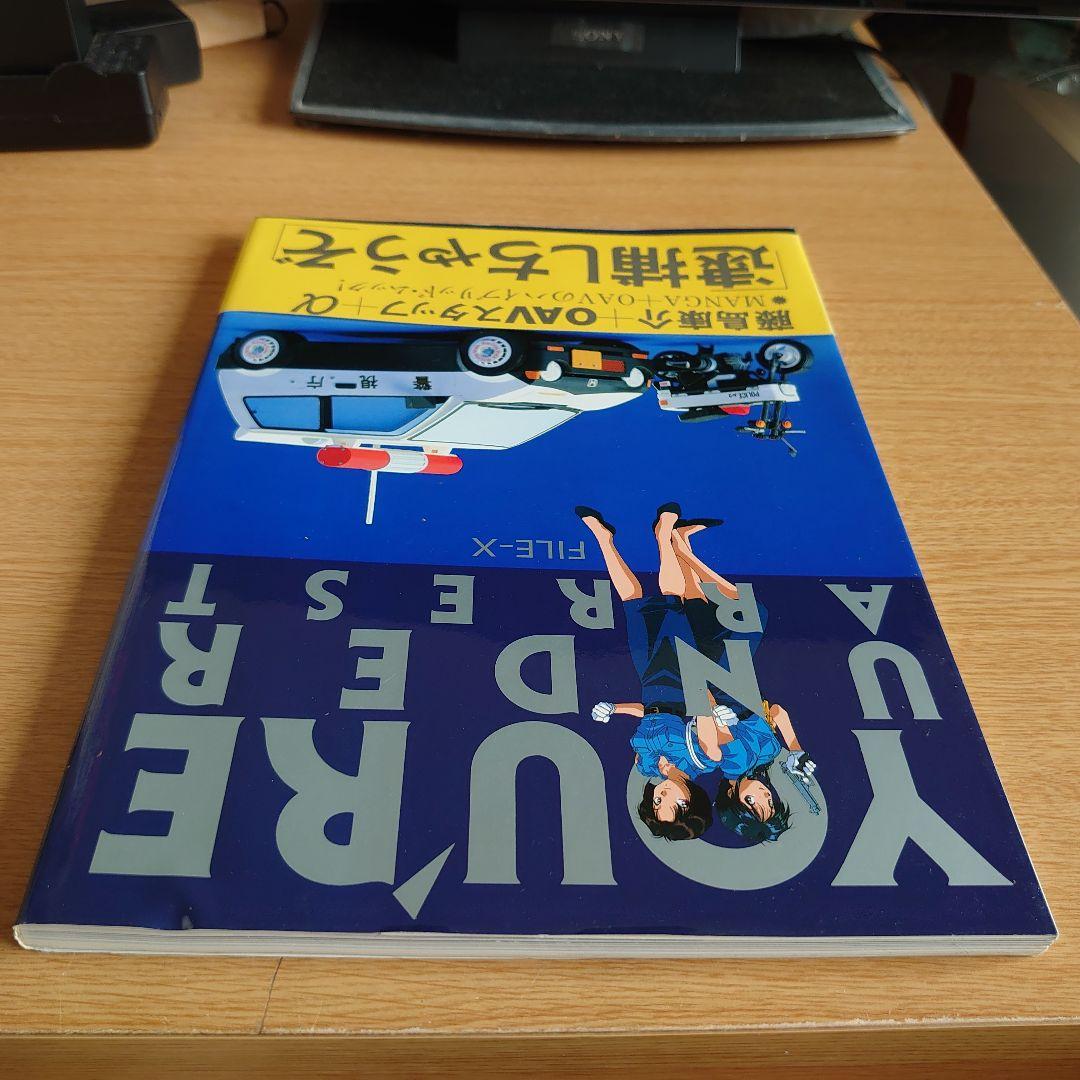 YOU'RE
UNDER
ARREST
FILE-X
警視庁
POLICE
藤島康介+OAVスタッフ+α
●MANGA+OAVのハイブリッド・ムック!
「逮捕しちゃうぞ」
SONY